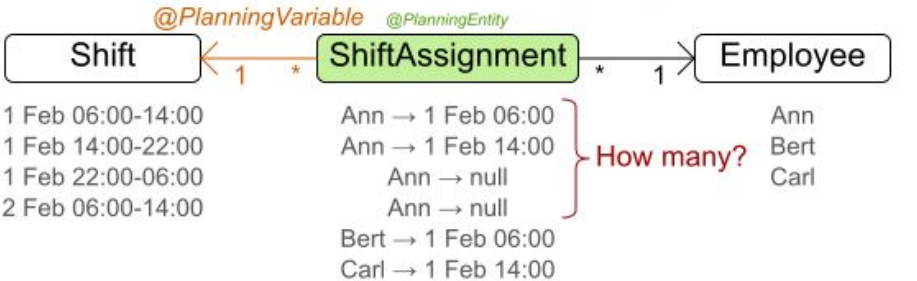 @PlanningVariable @PlanningEntity
Shift 1 * ShiftAssignment * 1 Employee
1 Feb 06:00-14:00 Ann → 1 Feb 06:00 Ann
1 Feb 14:00-22:00 Ann → 1 Feb 14:00 How many? Bert
1 Feb 22:00-06:00 Ann → null Carl
2 Feb 06:00-14:00 Ann → null
Bert → 1 Feb 06:00
Carl → 1 Feb 14:00